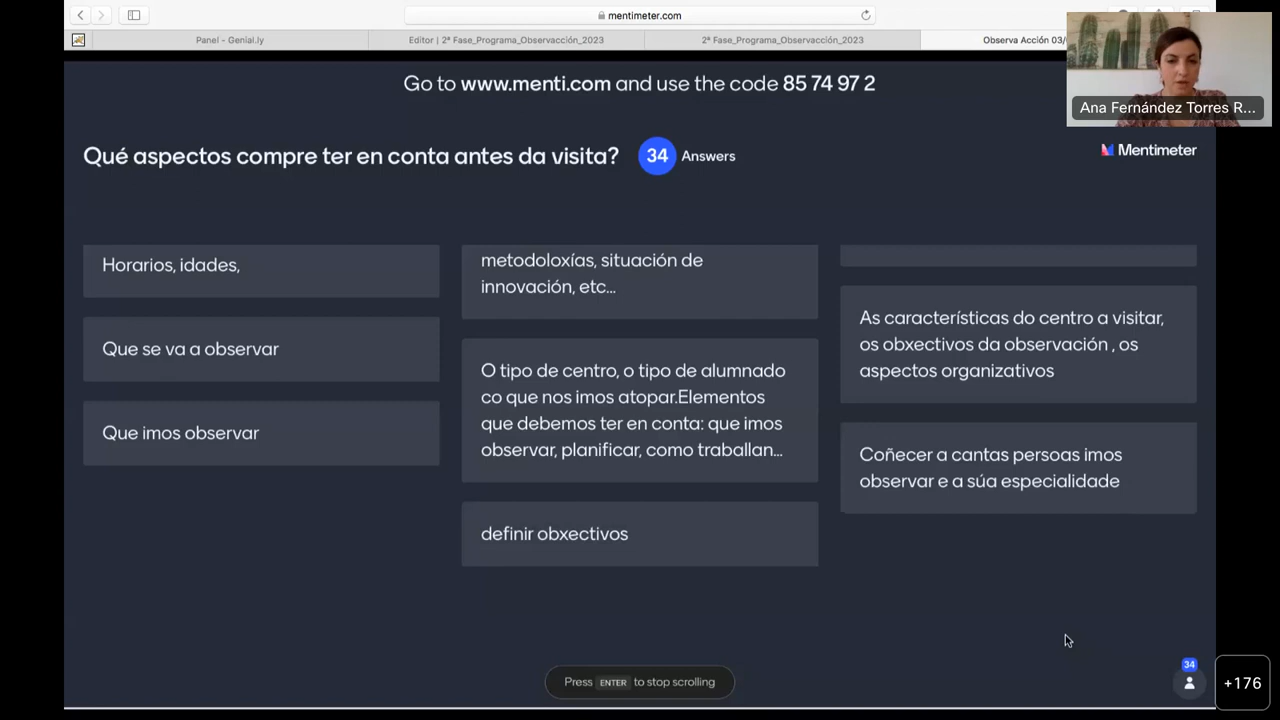 mentimeter.com
Panel - Genial.ly
Editor | 2ª Fase_Programa_Observacción_2023
2ª Fase_Programa_Observacción_2023
Observa Acción 03/
Go to www.menti.com and use the code 85 74 97 2
Ana Fernández Torres R...
Qué aspectos compre ter en conta antes da visita?
34 Answers
Mentimeter
Horarios, idades,
Que se va a observar
Que imos observar
metodoloxías, situación de
innovación, etc...
O tipo de centro, o tipo de alumnado
co que nos imos atopar.Elementos
que debemos ter en conta: que imos
observar, planificar, como traballan...
definir obxectivos
As características do centro a visitar,
os obxectivos da observación , os
aspectos organizativos
Coñecer a cantas persoas imos
observar e a súa especialidade
Press ENTER to stop scrolling
34
+176